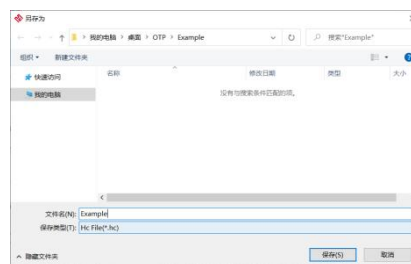 另存为
我的电脑 > 桌面 > OTP > Example
搜索"Example"
组织 新建文件夹
快速访问
我的电脑
名称 修改日期 类型 大小
没有与搜索条件匹配的项。
文件名(N): Example
保存类型(T): Hc File(*.hc)
隐藏文件夹 保存(S) 取消